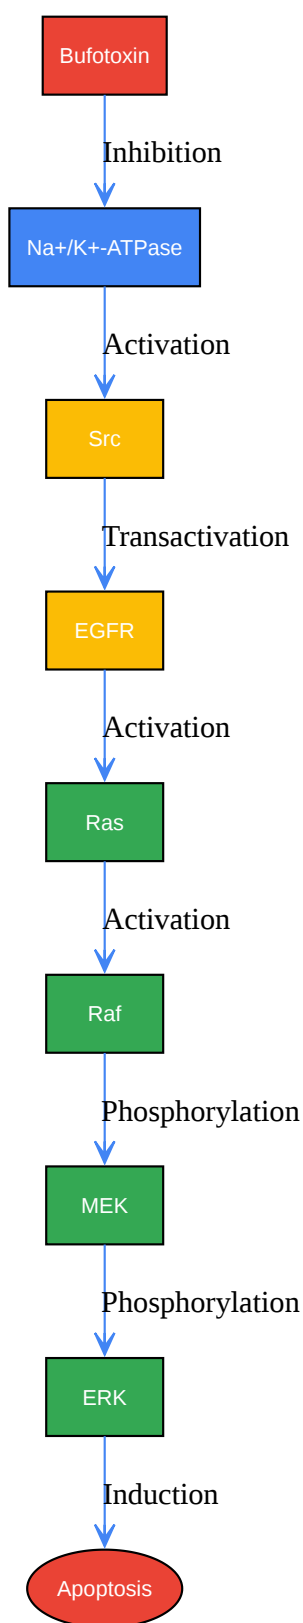 Bufotoxin
Inhibition
Na+/K+-ATPase
Activation
Src
Transactivation
EGFR
Activation
Ras
Activation
Raf
Phosphorylation
MEK
Phosphorylation
ERK
Induction
Apoptosis